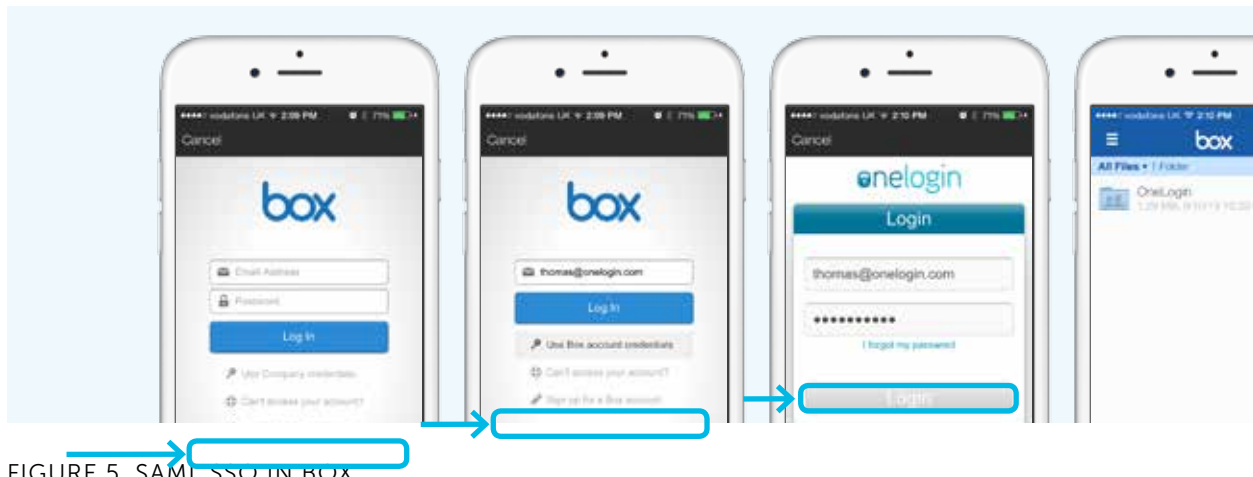 vodafone UK 2:09 PM 71%
Cancel
box
Email Address
Password
Log In
Use Company credentials
Can't access your account?
vodafone UK 2:09 PM 71%
Cancel
box
thomas@onelogin.com
Log In
Use Box account credentials
Can't access your account?
Sign up for a Box account
vodafone UK 2:10 PM 71%
Cancel
onelogin
Login
thomas@onelogin.com
••••••••••
I forgot my password
Login
vodafone UK 2:10 PM
box
All Files • 1 Folder
OneLogin
FIGURE 5. SAML SSO IN BOX